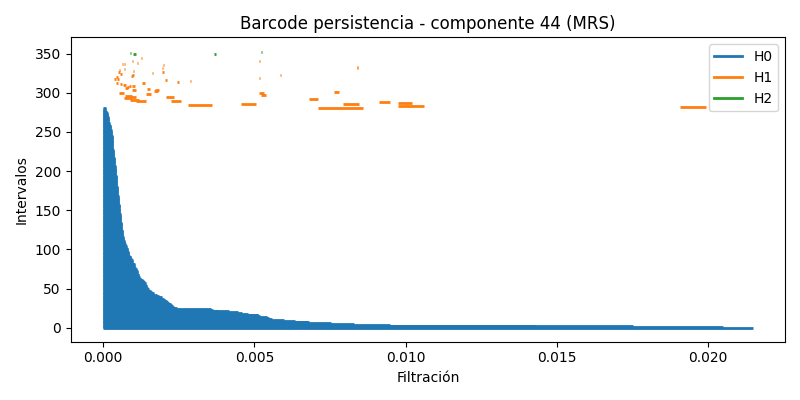 Barcode persistencia - componente 44 (MRS)
Intervalos
350
300
250
200
150
100
50
0
H0
H1
H2
0.000
0.005
0.010
0.015
0.020
Filtración